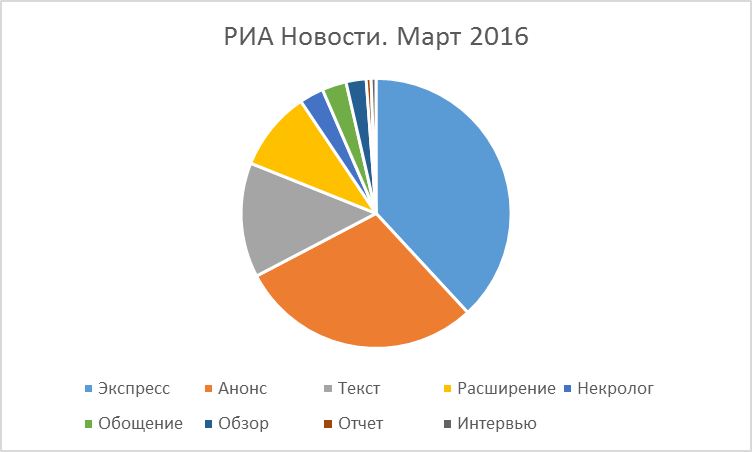 РИА Новости. Март 2016
Экспресс Анонс Текст Расширение Некролог
Обощение Обзор Отчет Интервью